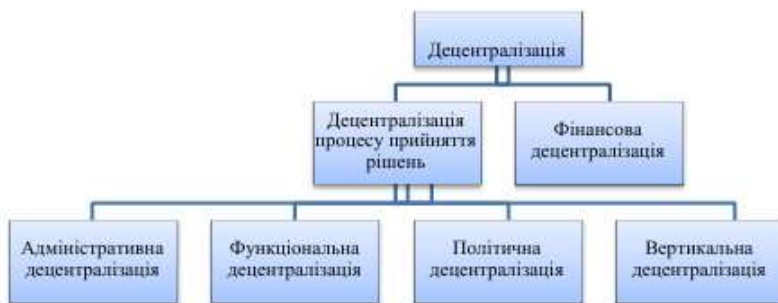 Децентралізація
Децентралізація
процесу прийняття
рішень
Фінансова
децентралізація
Адміністративна
децентралізація
Функціональна
децентралізація
Політична
децентралізація
Вертикальна
децентралізація